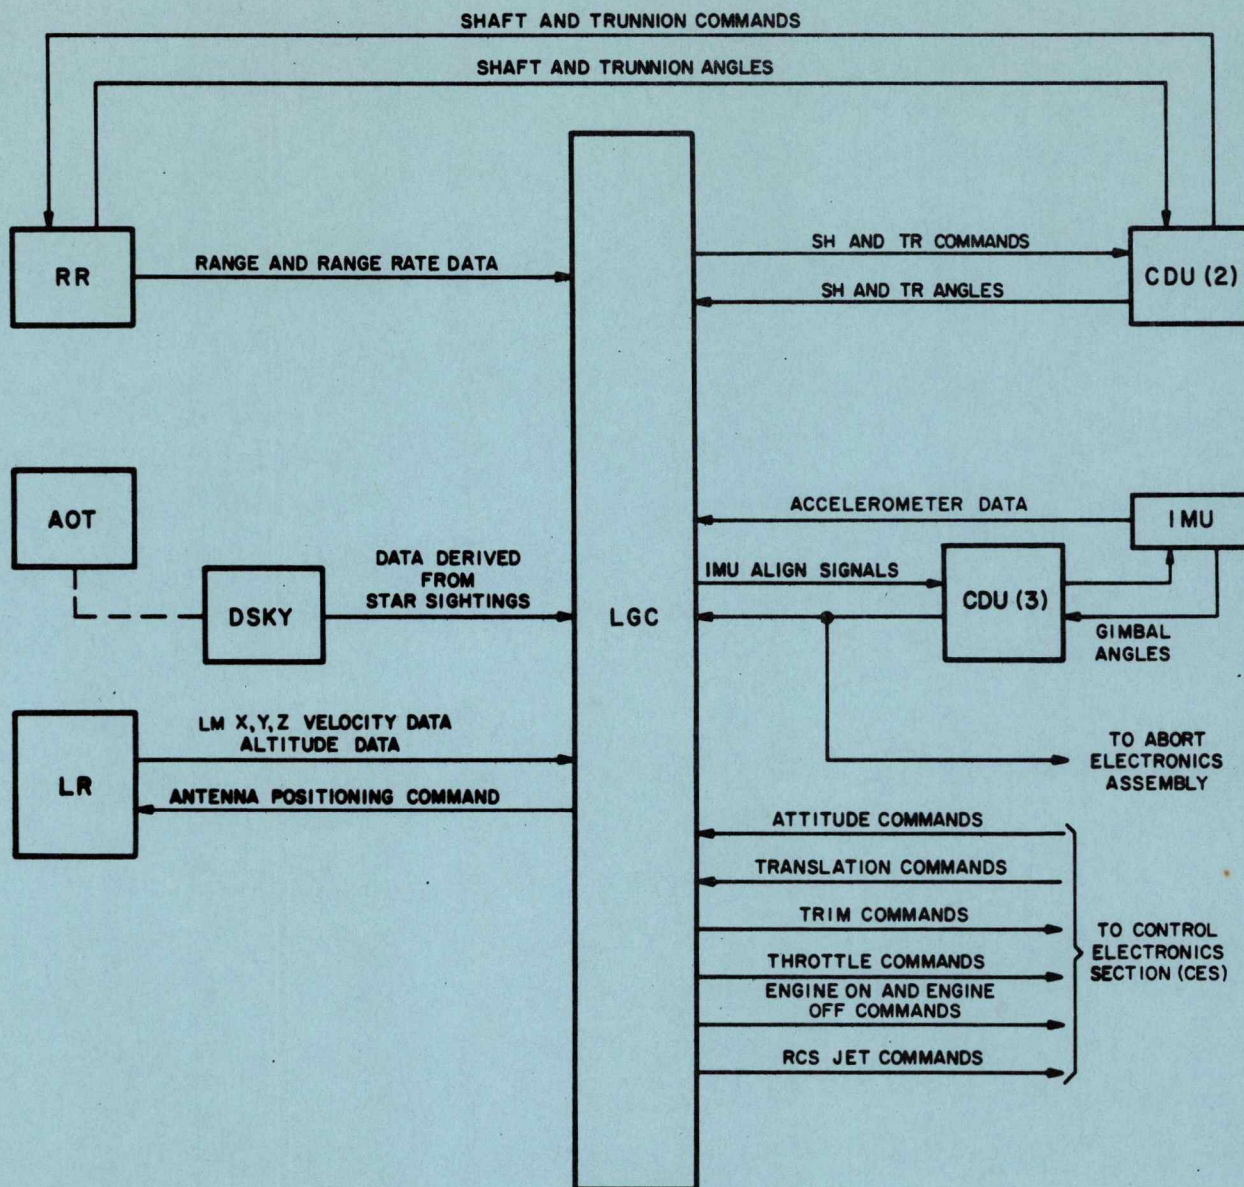 SHAFT AND TRUNNION COMMANDS
SHAFT AND TRUNNION ANGLES
RR
RANGE AND RANGE RATE DATA
SH AND TR COMMANDS
SH AND TR ANGLES
CDU (2)
AOT
DSKY
DATA DERIVED
FROM
STAR SIGHTINGS
LGC
ACCELEROMETER DATA
IMU
IMU ALIGN SIGNALS
CDU (3)
GIMBAL
ANGLES
LR
LM X,Y,Z VELOCITY DATA
ALTITUDE DATA
ANTENNA POSITIONING COMMAND
TO ABORT
ELECTRONICS
ASSEMBLY
ATTITUDE COMMANDS
TRANSLATION COMMANDS
TRIM COMMANDS
THROTTLE COMMANDS
ENGINE ON AND ENGINE
OFF COMMANDS
RCS JET COMMANDS
TO CONTROL
ELECTRONICS
SECTION (CES)